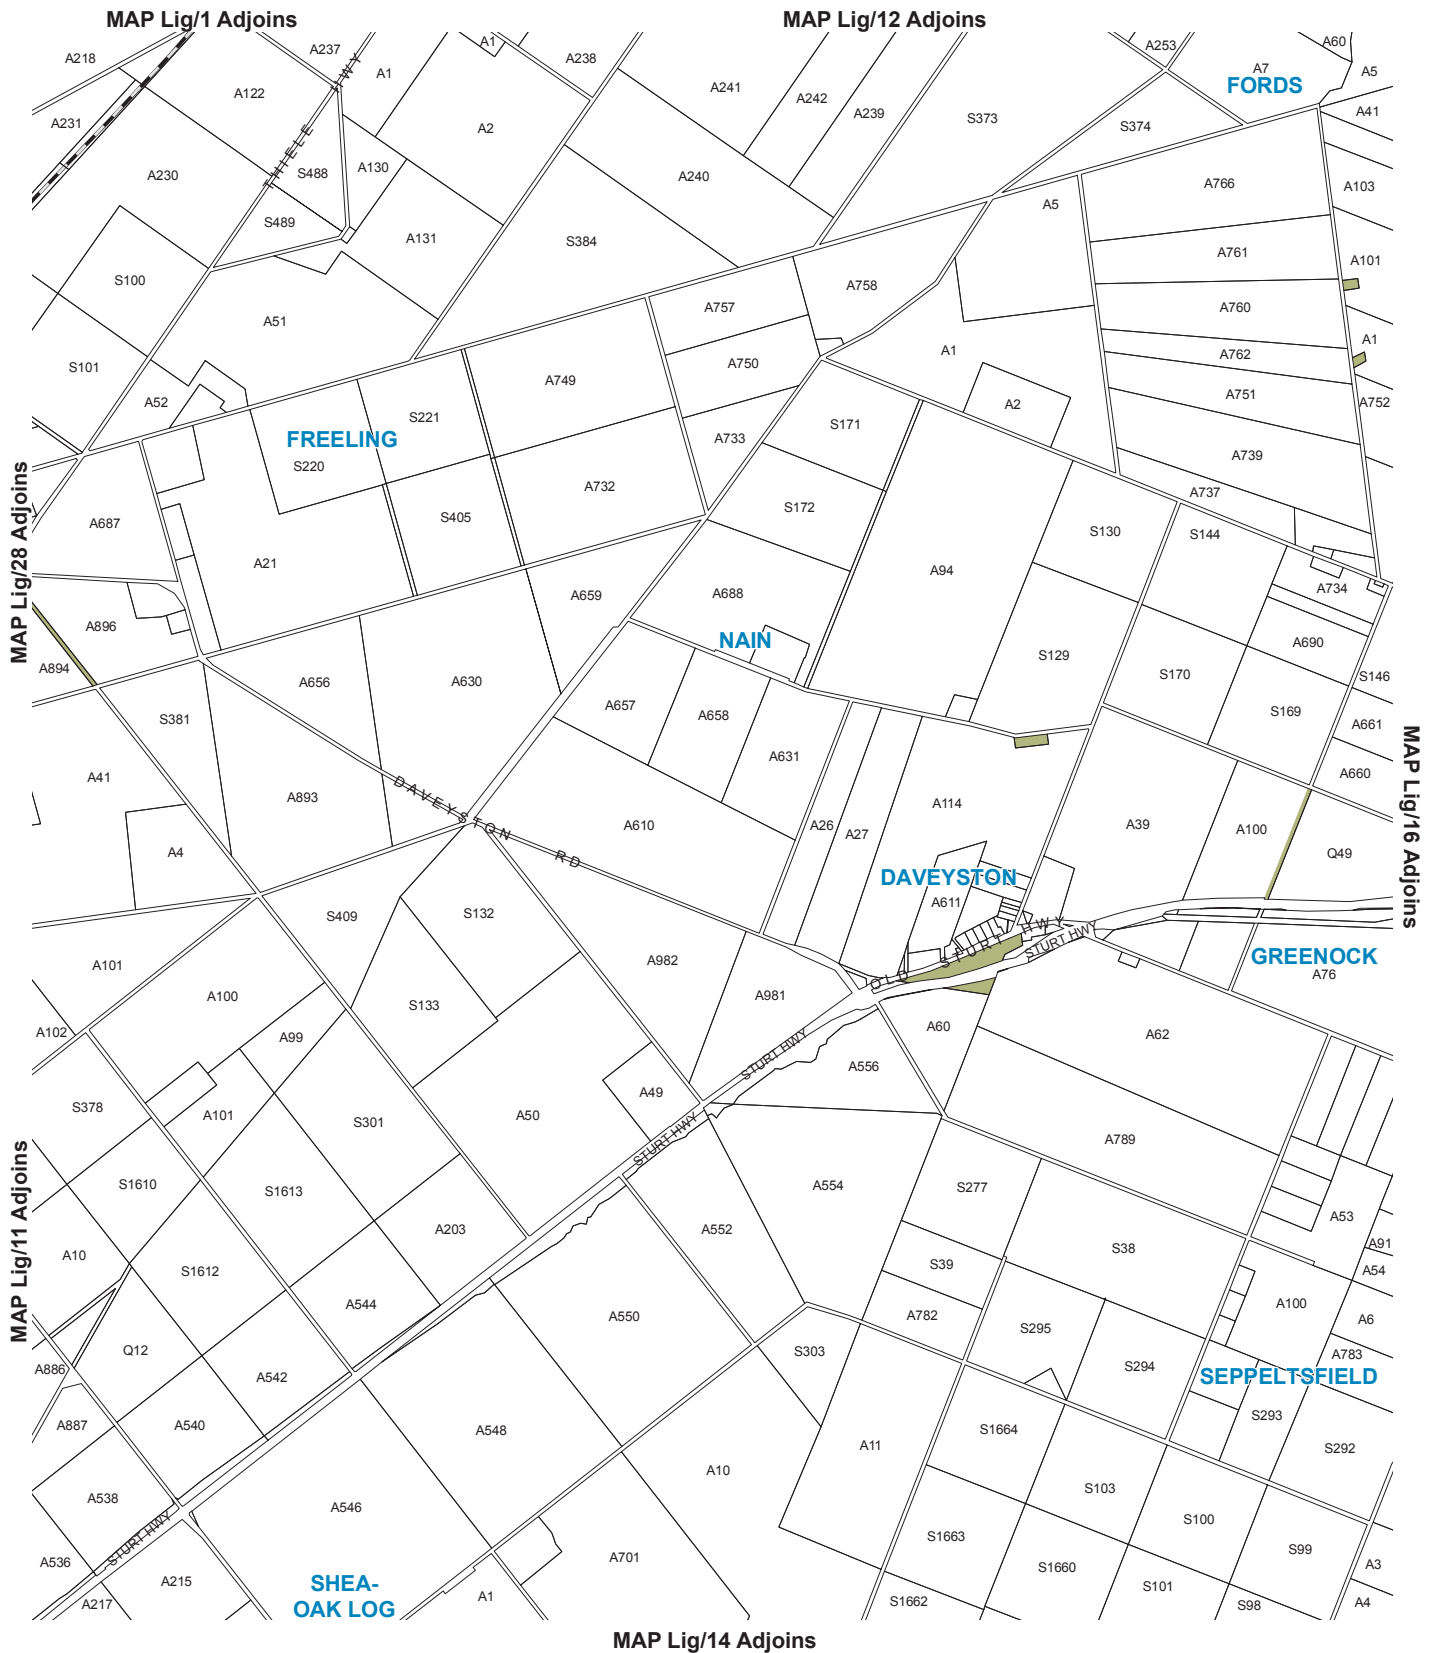 MAP Lig/1 Adjoins
MAP Lig/12 Adjoins
A218
A237
A1
A1
A238
A253
A60
A7
A5
FORDS
A122
A241
A242
A239
A41
A231
A2
S373
S374
THIELE HWY
A230
S488
A130
A240
A766
A103
S489
A131
S384
A5
A761
A101
S100
A758
A51
A757
A760
S101
A750
A1
A762
A1
A749
A751
A752
A52
S221
S171
A2
FREELING
A733
S220
A739
A732
A737
MAP Lig/28 Adjoins
A687
S405
S172
S130
S144
A21
A94
A659
A688
A734
A896
NAIN
A690
A894
A656
A630
S129
S170
S146
S381
A657
A658
S169
A661
A631
A660
A41
A893
DAVEYSTON RD
A610
A26
A27
A114
A39
A100
Q49
MAP Lig/16 Adjoins
A4
DAVEYSTON
S409
S132
A611
OLD STURT HWY
STURT HWY
GREENOCK
A101
A982
A76
A100
S133
A981
A102
A99
A60
A62
STURT HWY
A556
S378
A101
S301
A50
A49
STURT HWY
A789
MAP Lig/11 Adjoins
S1610
S1613
A554
S277
A53
A203
A552
A10
S1612
S39
S38
A91
A54
A544
A550
A782
S295
A100
A6
Q12
S303
S294
A783
A886
A542
SEPPELTSFIELD
A887
A540
A548
A11
S1664
S293
S292
A538
A546
A10
S103
S100
STURT HWY
S1663
S99
A536
A215
A701
S1660
A3
SHEA-
OAK LOG
A217
A1
S1662
S101
S98
A4
MAP Lig/14 Adjoins